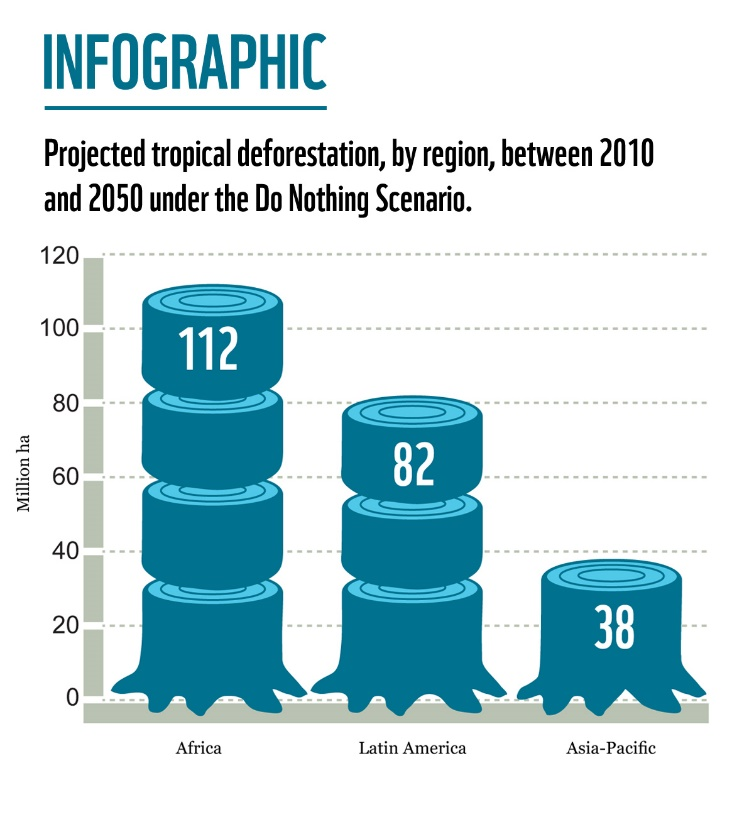 INFOGRAPHIC
Projected tropical deforestation, by region, between 2010
and 2050 under the Do Nothing Scenario.
120
100
80
60
40
20
0
Million ha
112
82
38
Africa
Latin America
Asia-Pacific